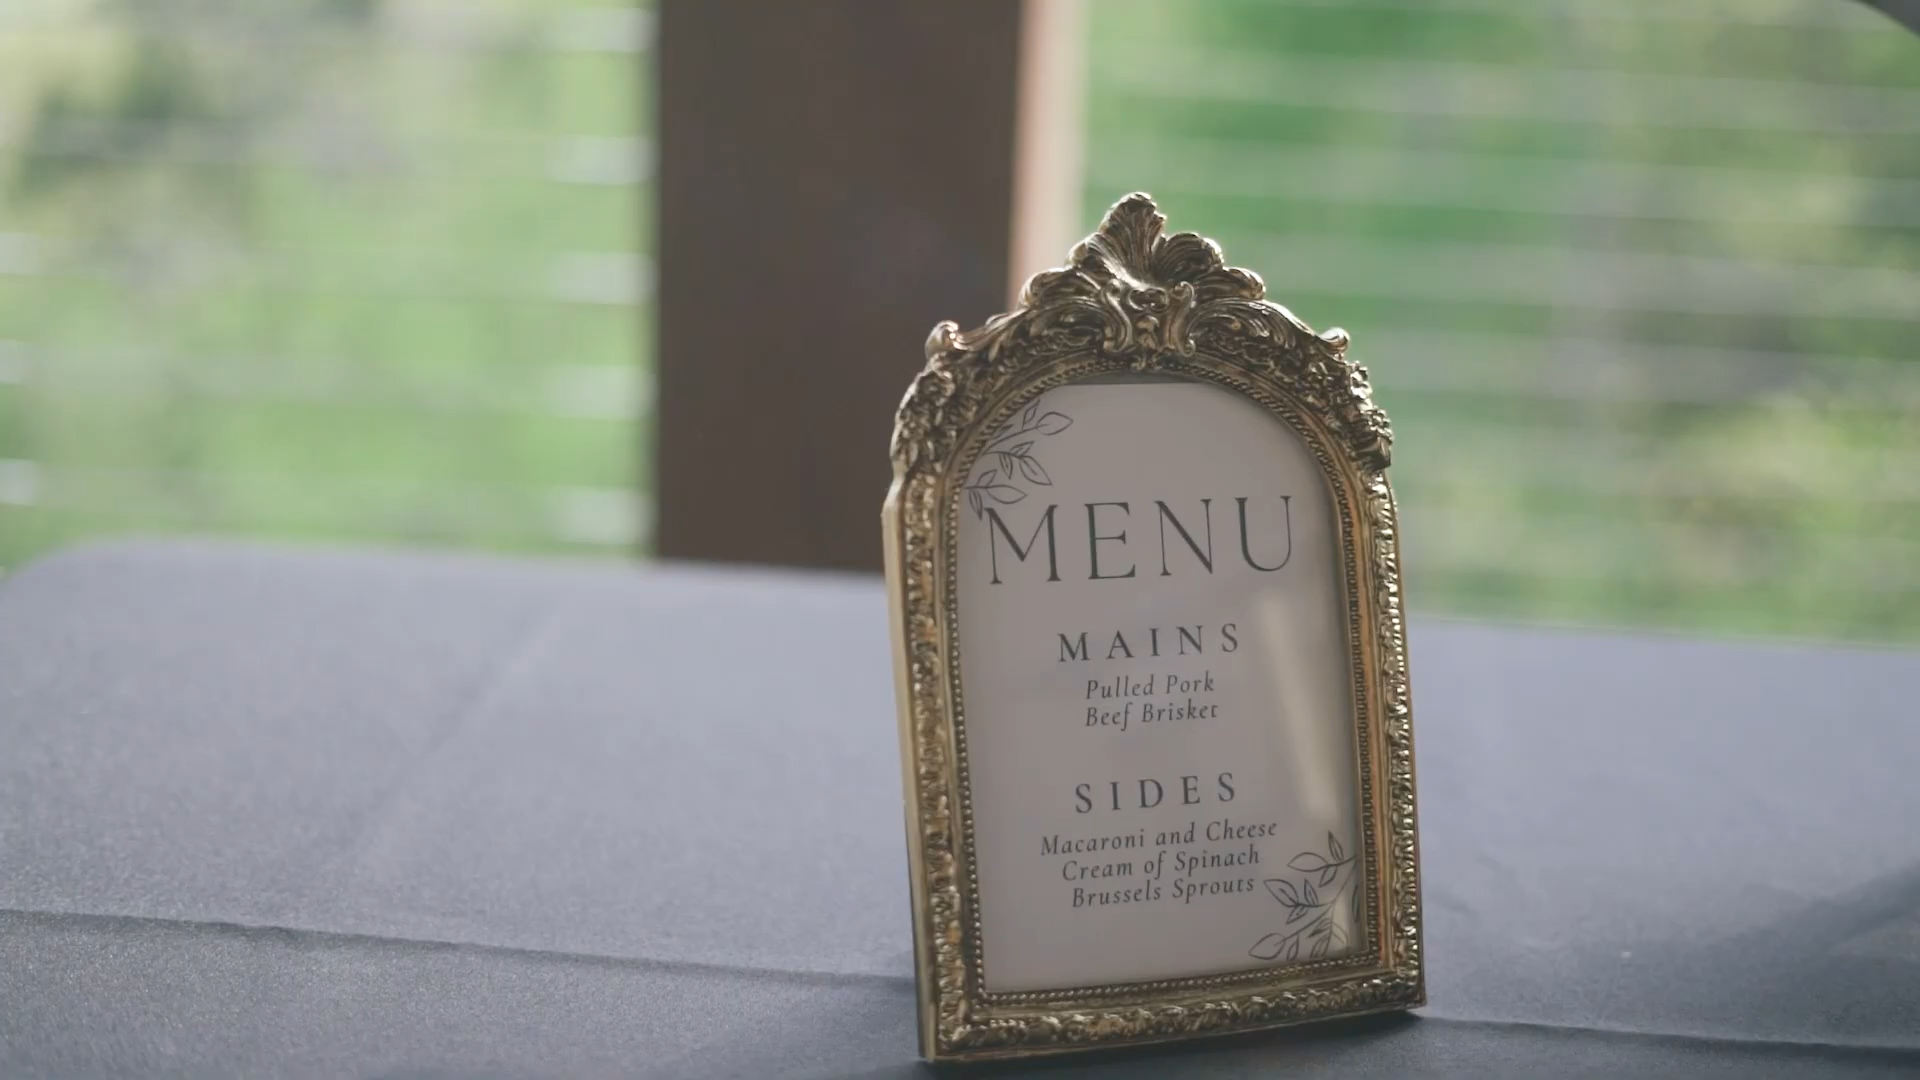 MENU
MAINS
Pulled Pork
Beef Brisket
SIDES
Macaroni and Cheese
Cream of Spinach
Brussels Sprouts